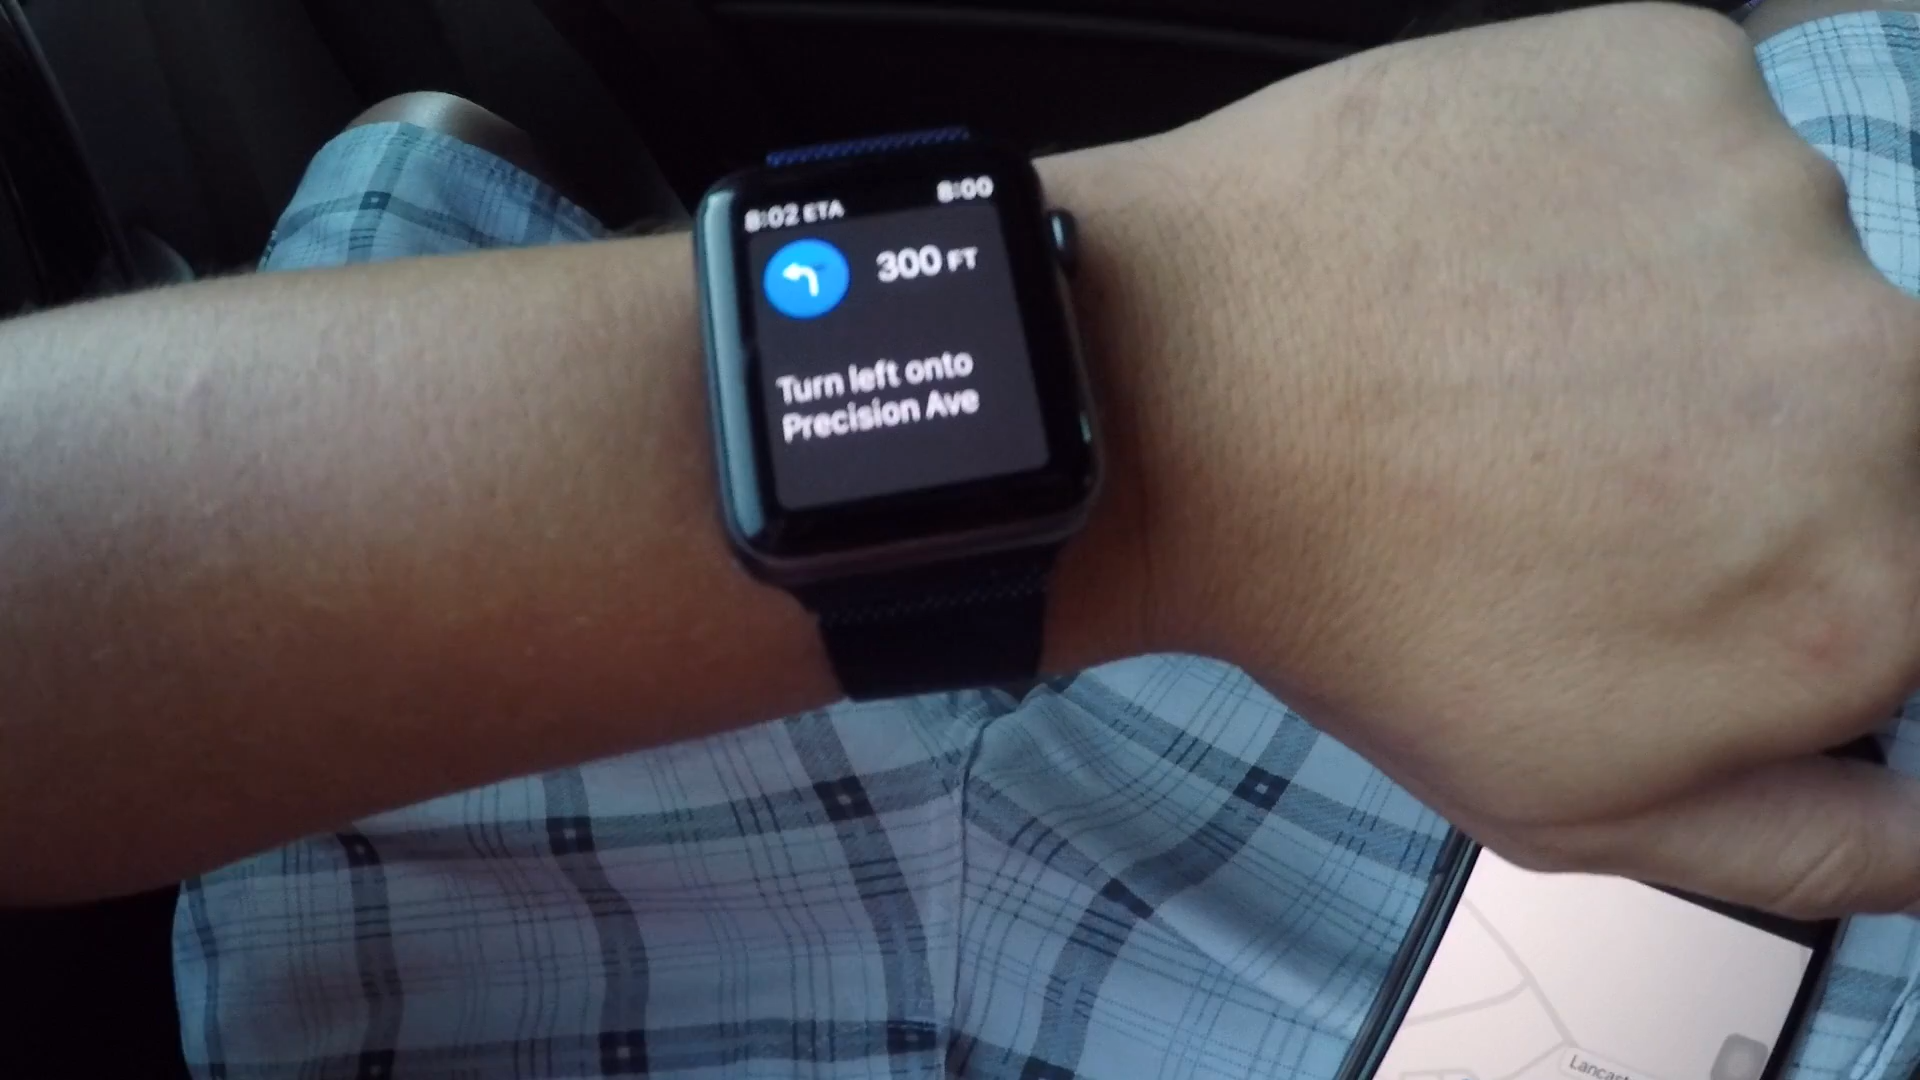 8:00
8:02 ETA
300 FT
Turn left onto
Precision Ave